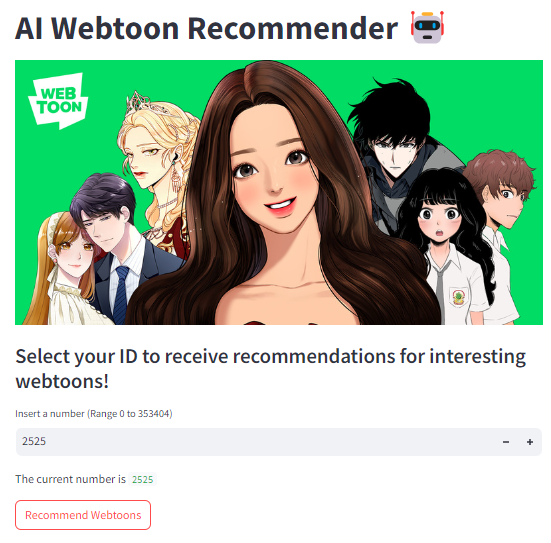 AI Webtoon Recommender
WEB
TOON
Select your ID to receive recommendations for interesting
webtoons!
Insert a number (Range 0 to 353404)
2525
The current number is 2525
Recommend Webtoons